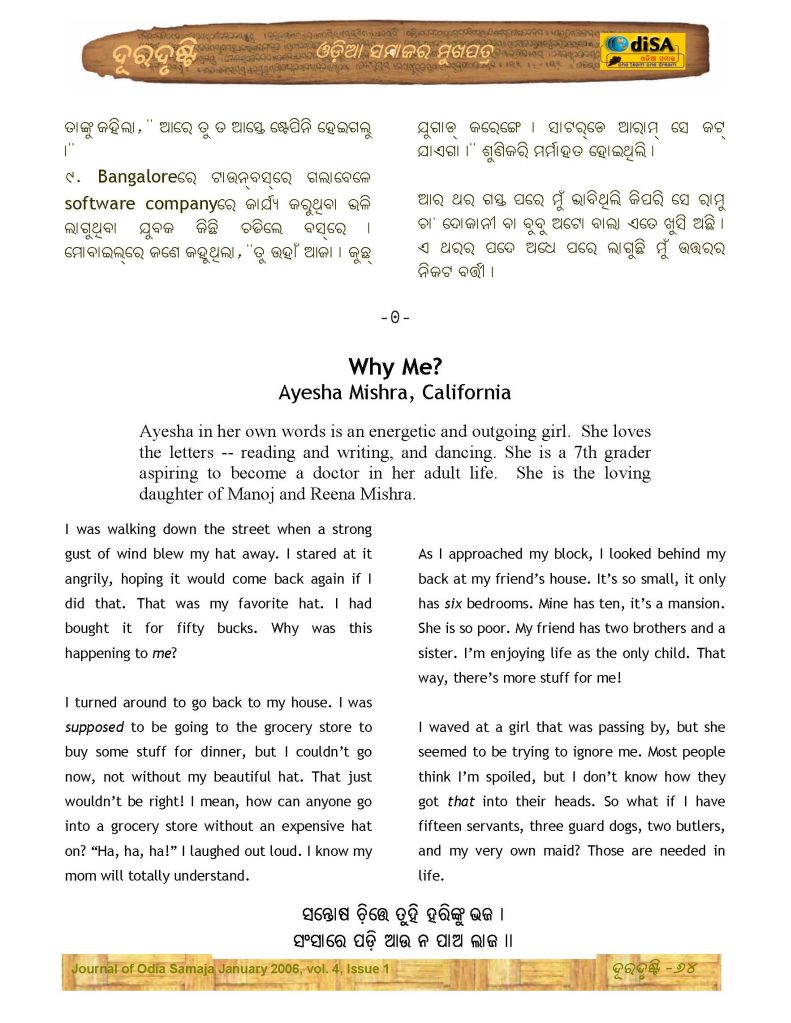 ଦୂରଦୃଷ୍ଟି
ଓଡ଼ିଆ ସମାଜର ମୁଖପତ୍ର
diSA
ଓଡ଼ିଆ ସମାଜ
one team one dream
ତାଙ୍କୁ କହିଲା, " ଆରେ ତୁ ତ ଆସ୍ତେ ଷ୍ଟେପିନି ହେଇଗଲୁ
।"
୯. Bangaloreରେ ଟାଉନ୍‌ବସ୍‌ରେ ଗଲାବେଳେ
software companyରେ କାର୍ଯ୍ୟ କରୁଥିବା ଭଳି
ଲାଗୁଥିବା ଯୁବକ କିଛି ଚଢିଲେ ବସ୍‌ରେ ।
ମୋବାଇଲ୍‌ରେ ଜଣେ କହୁଥିଲା, "ତୁ ଉହାଁ ଆଜା । କୁଛ୍
ଯୁଗାଡ୍ କରେଙ୍ଗେ । ସାଟର୍‌ଡେ ଆରାମ୍ ସେ କଟ୍
ଯାଏଗା ।" ଶୁଣିକରି ମର୍ମାହତ ହୋଇଥିଲି ।
ଆର ଥର ଗସ୍ତ ପରେ ମୁଁ ଭାବିଥିଲି କିପରି ସେ ରାମୁ
ଚା' ଦୋକାନୀ ବା ବୁବୁ ଅଟୋ ବାଲା ଏତେ ଖୁସି ଅଛି ।
ଏ ଥରର ପଦେ ଅଧେ ପରେ ଲାଗୁଛି ମୁଁ ଉତ୍ତରର
ନିକଟ ବର୍ତ୍ତୀ ।
-0-
Why Me?
Ayesha Mishra, California
Ayesha in her own words is an energetic and outgoing girl. She loves
the letters -- reading and writing, and dancing. She is a 7th grader
aspiring to become a doctor in her adult life. She is the loving
daughter of Manoj and Reena Mishra.
I was walking down the street when a strong
gust of wind blew my hat away. I stared at it
angrily, hoping it would come back again if I
did that. That was my favorite hat. I had
bought it for fifty bucks. Why was this
happening to me?
I turned around to go back to my house. I was
supposed to be going to the grocery store to
buy some stuff for dinner, but I couldn't go
now, not without my beautiful hat. That just
wouldn't be right! I mean, how can anyone go
into a grocery store without an expensive hat
on? "Ha, ha, ha!" I laughed out loud. I know my
mom will totally understand.
As I approached my block, I looked behind my
back at my friend's house. It's so small, it only
has six bedrooms. Mine has ten, it's a mansion.
She is so poor. My friend has two brothers and a
sister. I'm enjoying life as the only child. That
way, there's more stuff for me!
I waved at a girl that was passing by, but she
seemed to be trying to ignore me. Most people
think I'm spoiled, but I don't know how they
got that into their heads. So what if I have
fifteen servants, three guard dogs, two butlers,
and my very own maid? Those are needed in
life.
ସନ୍ତୋଷ ଚ଼ିତ୍ତେ ତୁହି ହରିଙ୍କୁ ଭଜ ।
ସଂସାରେ ପଡ଼ି ଆଉ ନ ପାଅ ଲାଜ ॥
Journal of Odia Samaja January 2006, vol. 4, Issue 1
ଦୂରଦୃଷ୍ଟି -୬୪